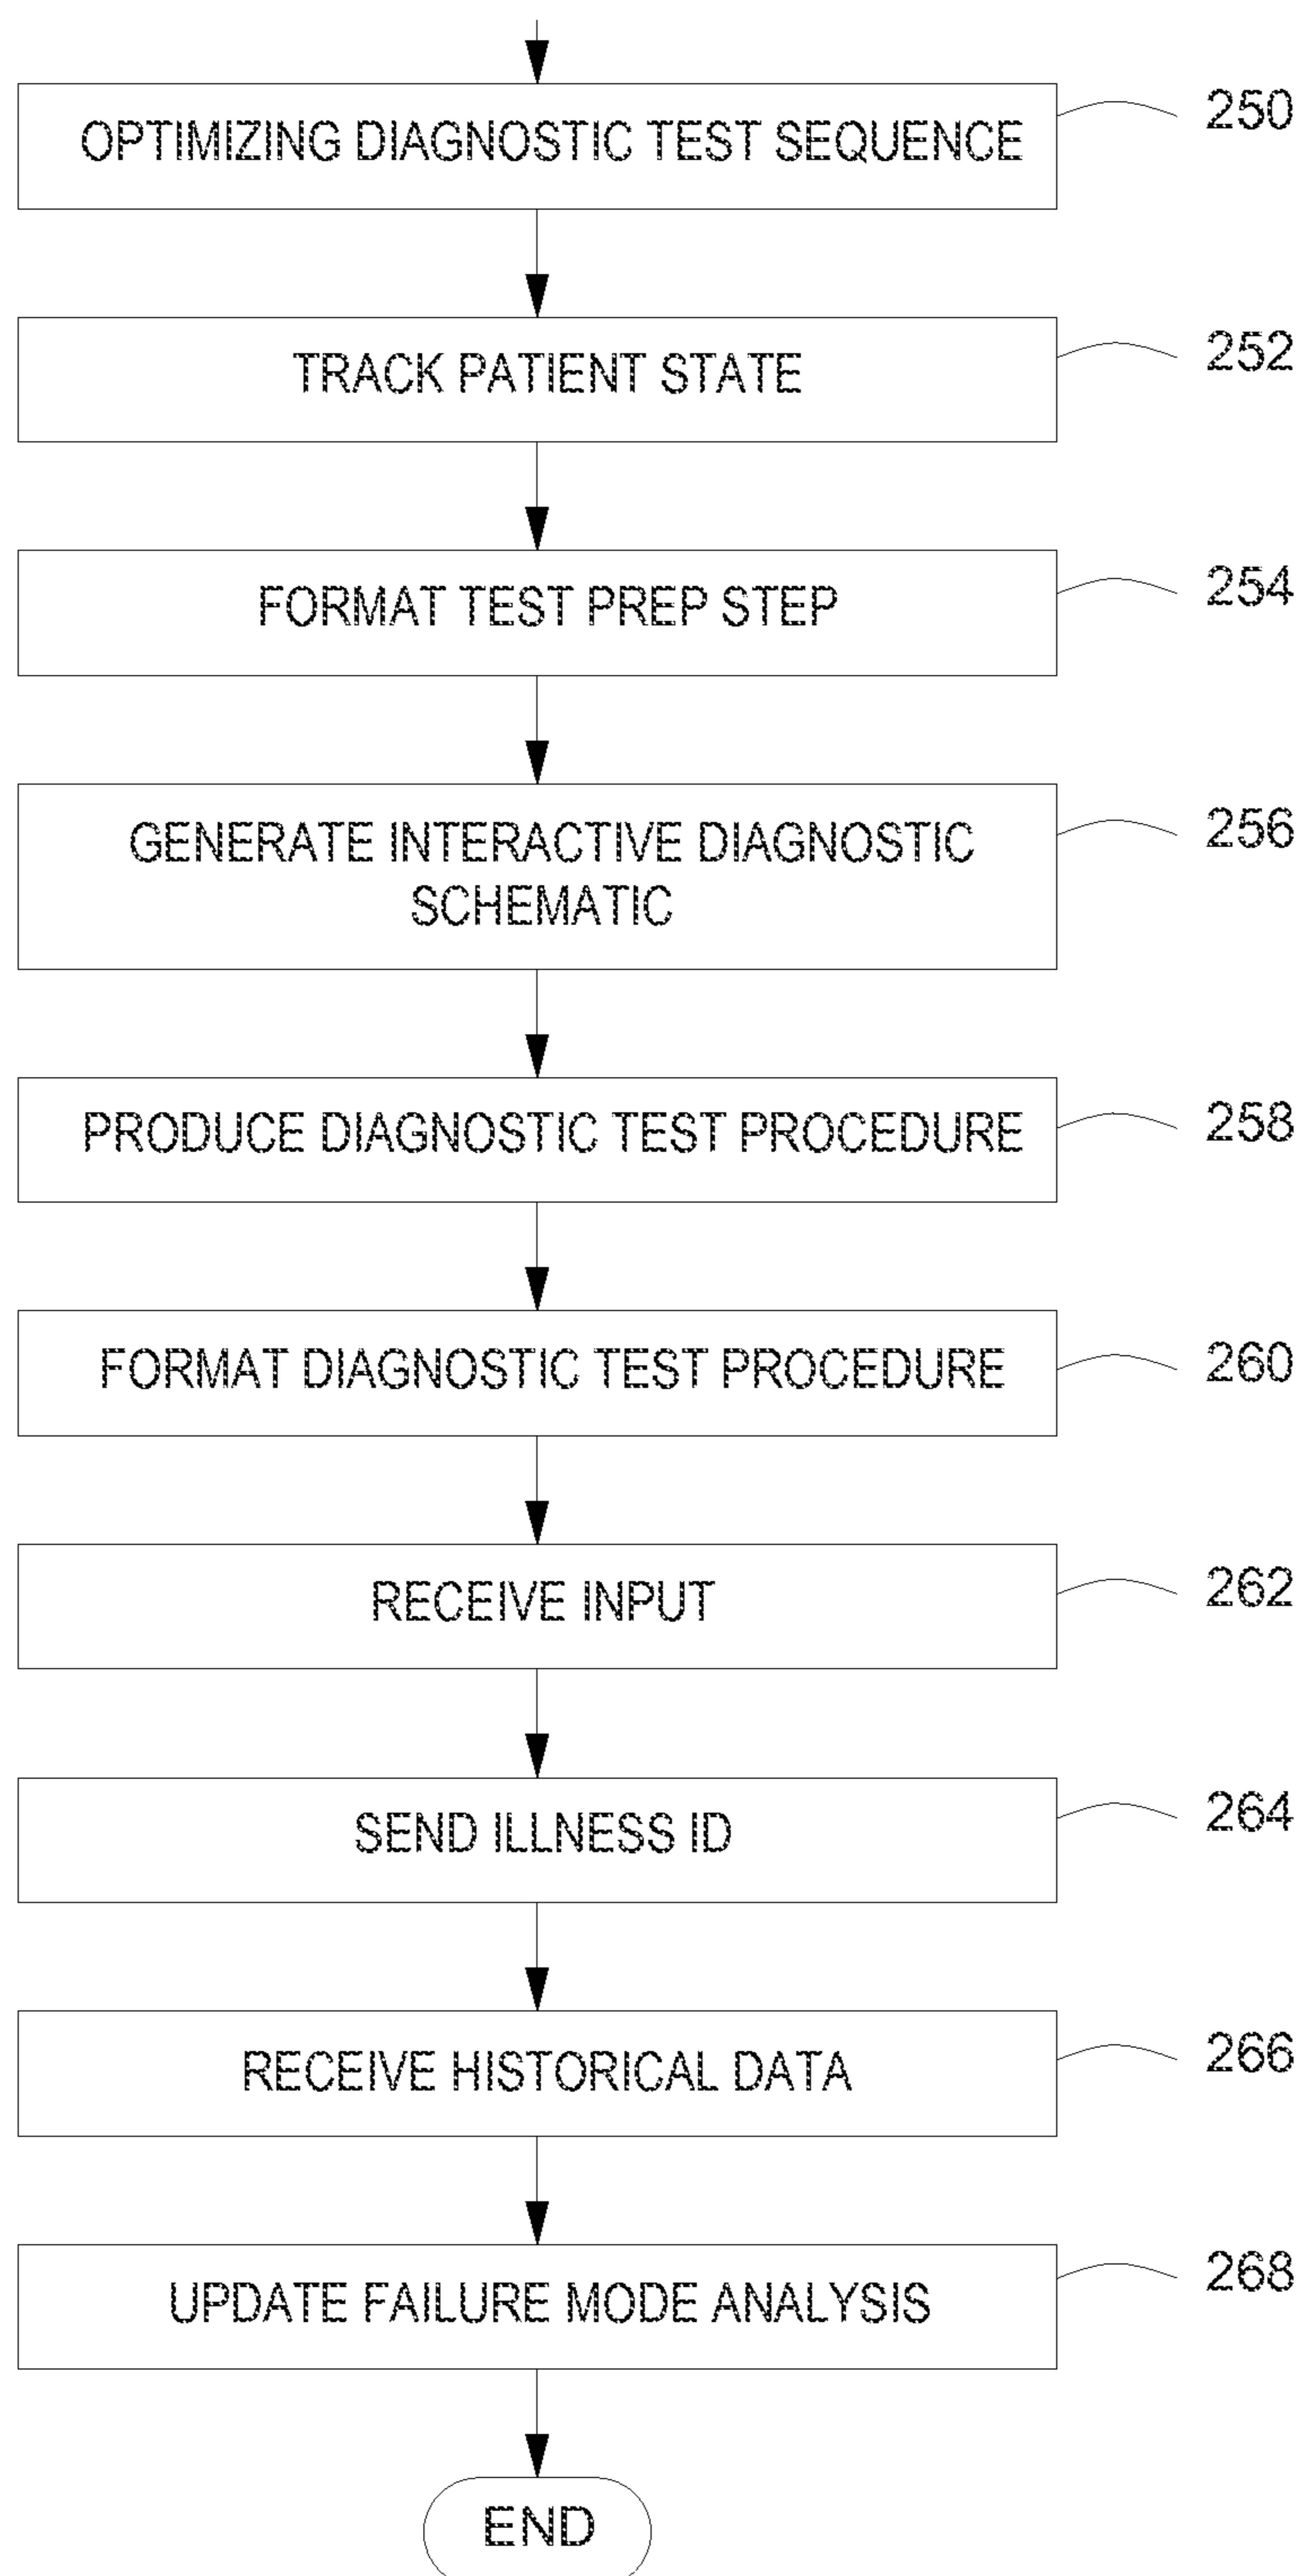 OPTIMIZING DIAGNOSTIC TEST SEQUENCE 250
TRACK PATIENT STATE 252
FORMAT TEST PREP STEP 254
GENERATE INTERACTIVE DIAGNOSTIC
SCHEMATIC 256
PRODUCE DIAGNOSTIC TEST PROCEDURE 258
FORMAT DIAGNOSTIC TEST PROCEDURE 260
RECEIVE INPUT 262
SEND ILLNESS ID 264
RECEIVE HISTORICAL DATA 266
UPDATE FAILURE MODE ANALYSIS 268
END